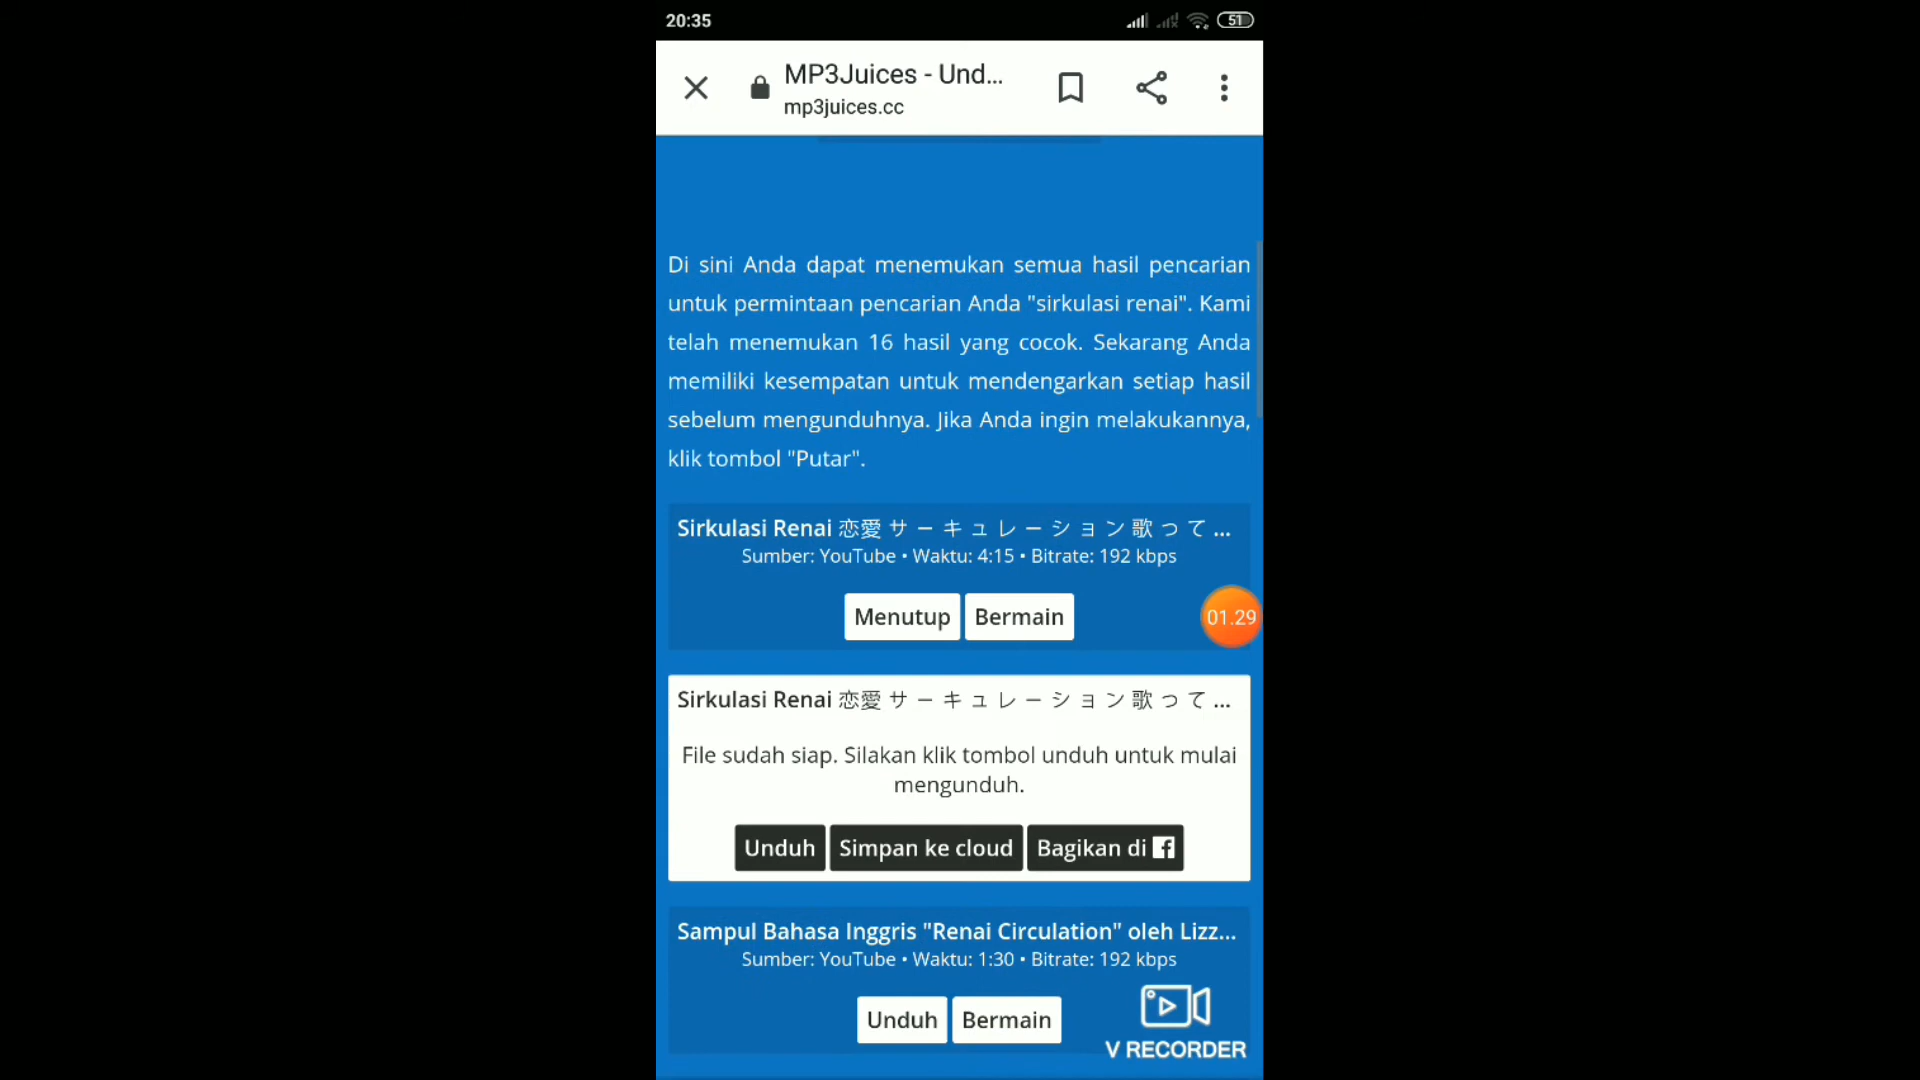 20:35
51
MP3Juices - Und...
mp3juices.cc
Di sini Anda dapat menemukan semua hasil pencarian
untuk permintaan pencarian Anda "sirkulasi renai". Kami
telah menemukan 16 hasil yang cocok. Sekarang Anda
memiliki kesempatan untuk mendengarkan setiap hasil
sebelum mengunduhnya. Jika Anda ingin melakukannya,
klik tombol "Putar".
Sirkulasi Renai 恋愛サーキュレーション歌って...
Sumber: YouTube • Waktu: 4:15 • Bitrate: 192 kbps
Menutup Bermain
01.29
Sirkulasi Renai 恋愛サーキュレーション歌って...
File sudah siap. Silakan klik tombol unduh untuk mulai
mengunduh.
Unduh Simpan ke cloud Bagikan di f
Sampul Bahasa Inggris "Renai Circulation" oleh Lizz...
Sumber: YouTube • Waktu: 1:30 • Bitrate: 192 kbps
Unduh Bermain
V RECORDER